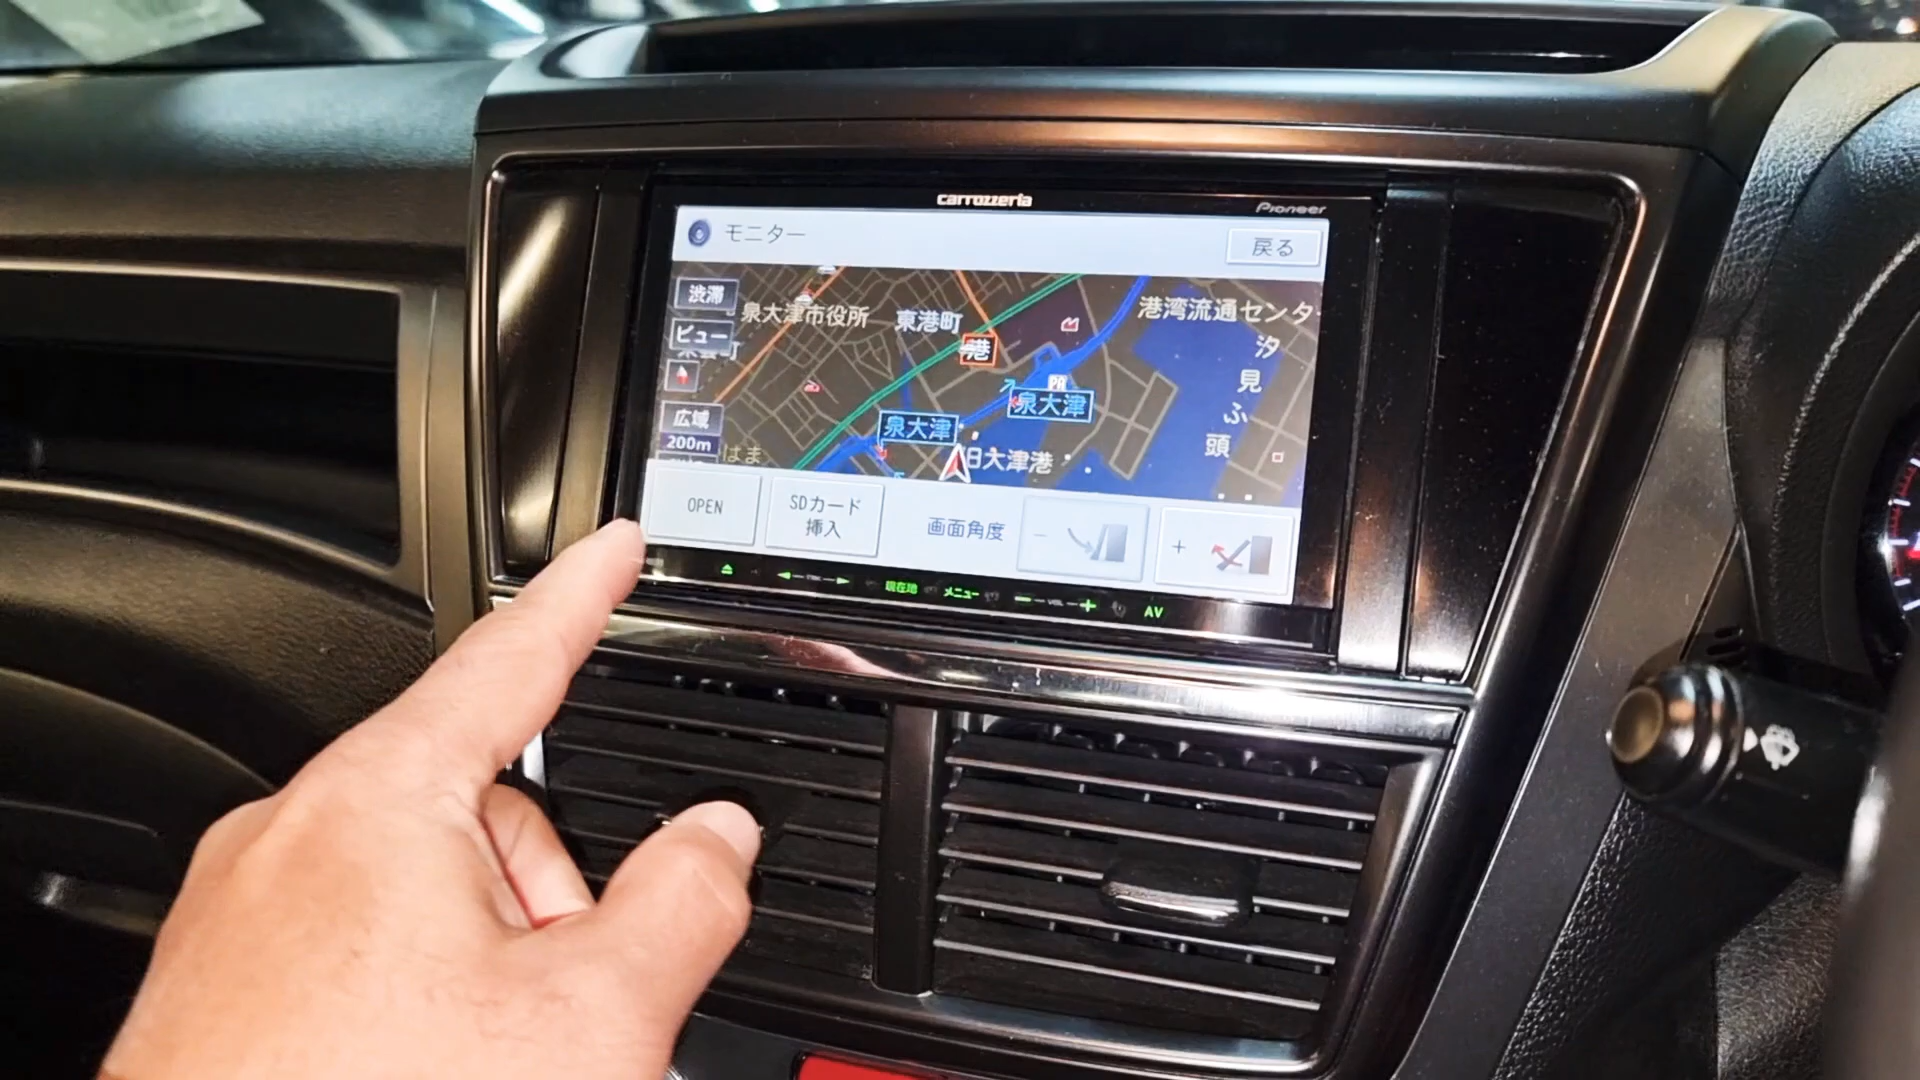 carrozzeria
Pioneer
モニター
戻る
渋滞
泉大津市役所
東港町
港湾流通センタ
ビュー
港
汐見ふ頭
PA
泉大津
広域
泉大津
200m
はま
旧大津港
OPEN
SDカード
挿入
画面角度
－
＋
現在地
メニュー
VOL
AV